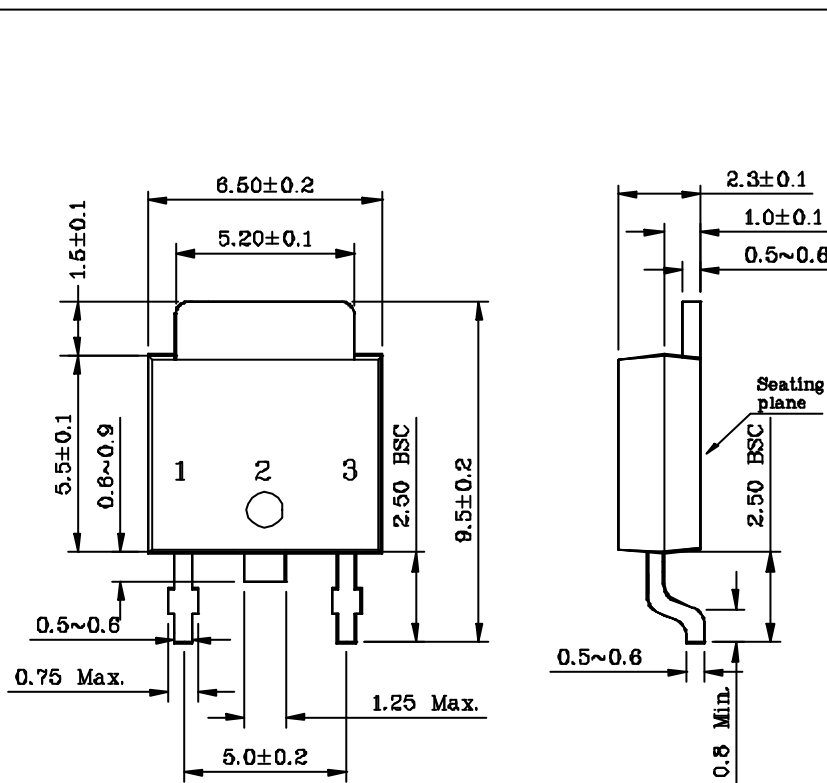 6.50±0.2
5.20±0.1
1.5±0.1
5.5±0.1
0.6~0.9
1
2
3
2.50 BSC
9.5±0.2
0.5~0.6
0.75 Max.
1.25 Max.
5.0±0.2
2.3±0.1
1.0±0.1
0.5~0.6
Seating
plane
2.50 BSC
0.5~0.6
0.8 Min.